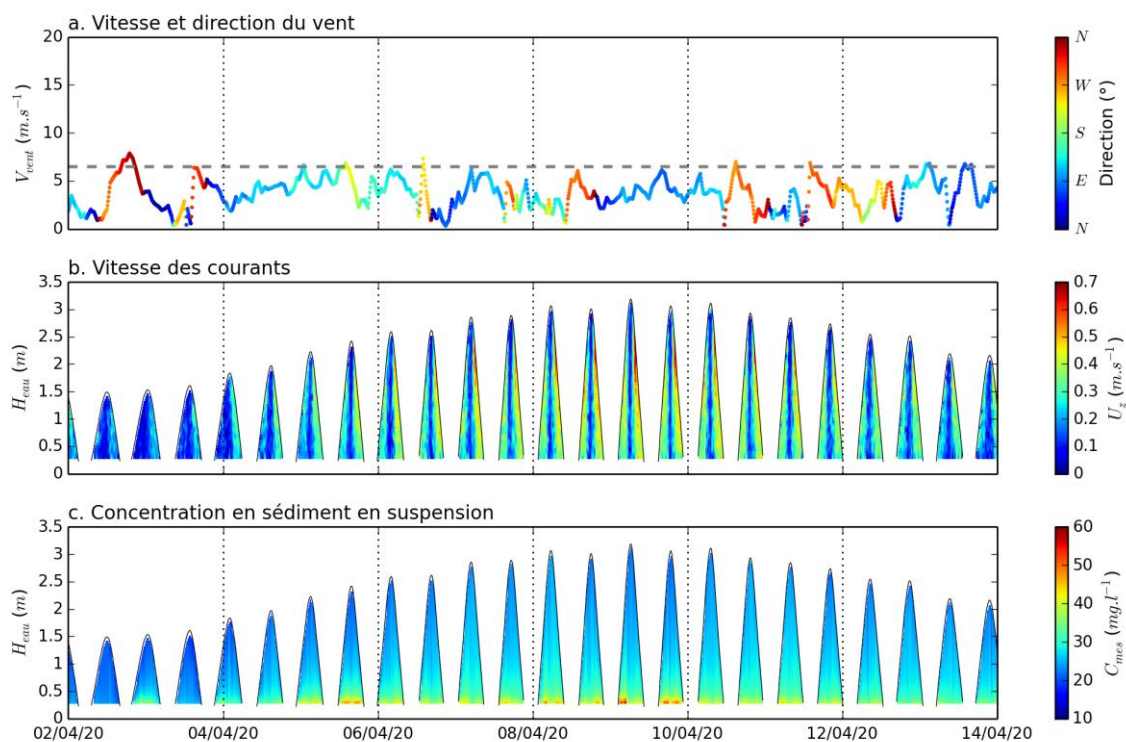 a. Vitesse et direction du vent
20
15
10
5
0
V_vent (m.s⁻¹)
N
W
S
E
N
Direction (°)
b. Vitesse des courants
3.5
3
2.5
2
1.5
1
0.5
0
H_eau (m)
0.7
0.6
0.5
0.4
0.3
0.2
0.1
0
U_z (m.s⁻¹)
c. Concentration en sédiment en suspension
3.5
3
2.5
2
1.5
1
0.5
0
H_eau (m)
60
50
40
30
20
10
C_mes (mg.l⁻¹)
02/04/20 04/04/20 06/04/20 08/04/20 10/04/20 12/04/20 14/04/20